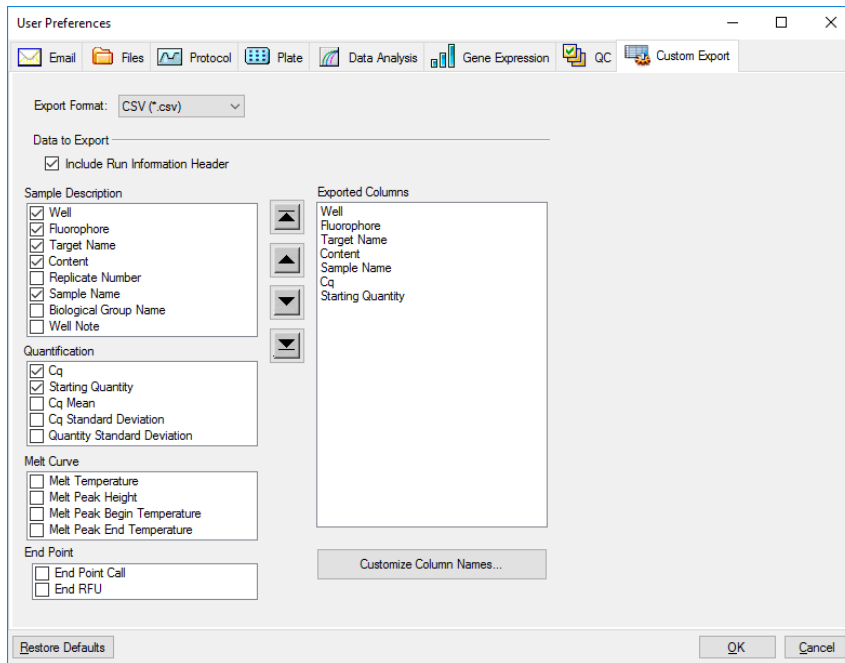 User Preferences
Email Files Protocol Plate Data Analysis Gene Expression QC Custom Export
Export Format: CSV (*.csv)
Data to Export
Include Run Information Header
Sample Description
Well
Fluorophore
Target Name
Content
Replicate Number
Sample Name
Biological Group Name
Well Note
Quantification
Cq
Starting Quantity
Cq Mean
Cq Standard Deviation
Quantity Standard Deviation
Melt Curve
Melt Temperature
Melt Peak Height
Melt Peak Begin Temperature
Melt Peak End Temperature
End Point
End Point Call
End RFU
Exported Columns
Well
Fluorophore
Target Name
Content
Sample Name
Cq
Starting Quantity
Customize Column Names...
Restore Defaults
OK
Cancel